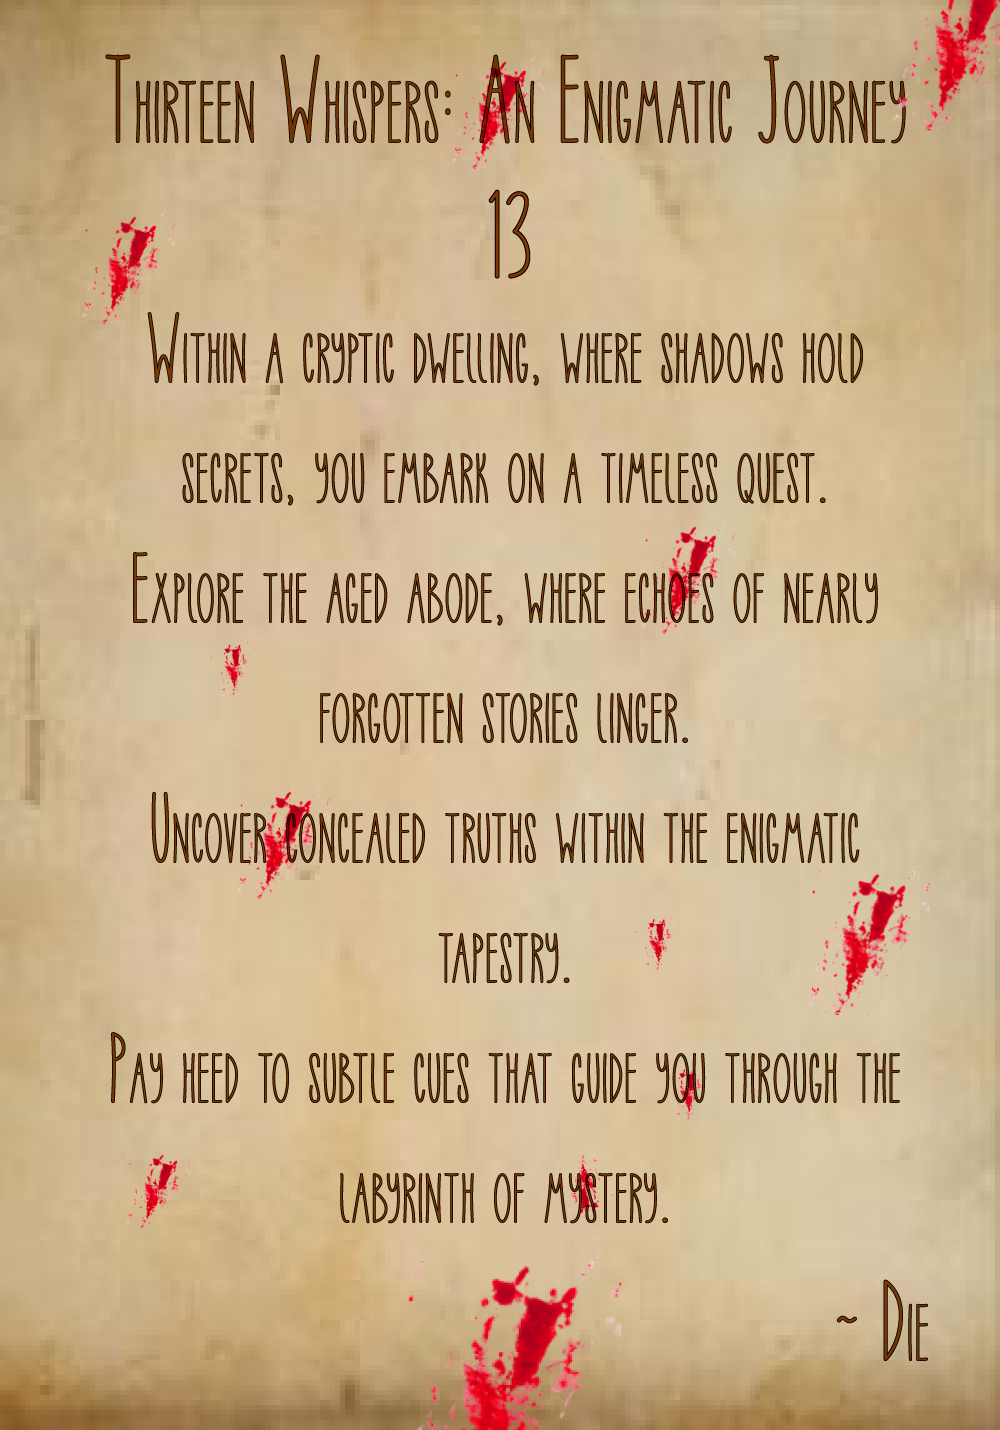 Thirteen Whispers: An Enigmatic Journey
13
Within a cryptic dwelling, where shadows hold
secrets, you embark on a timeless quest.
Explore the aged abode, where echoes of nearly
forgotten stories linger.
Uncover concealed truths within the enigmatic
tapestry.
Pay heed to subtle cues that guide you through the
labyrinth of mystery.
~ Die